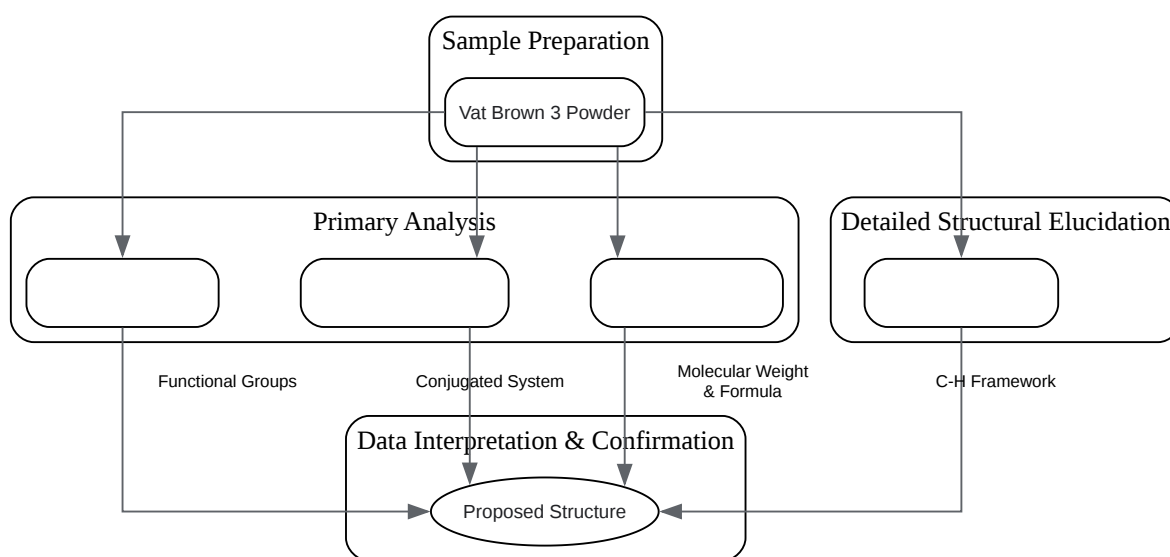 Sample Preparation
Vat Brown 3 Powder
Primary Analysis
Detailed Structural Elucidation
Functional Groups
Conjugated System
Molecular Weight
& Formula
C-H Framework
Data Interpretation & Confirmation
Proposed Structure